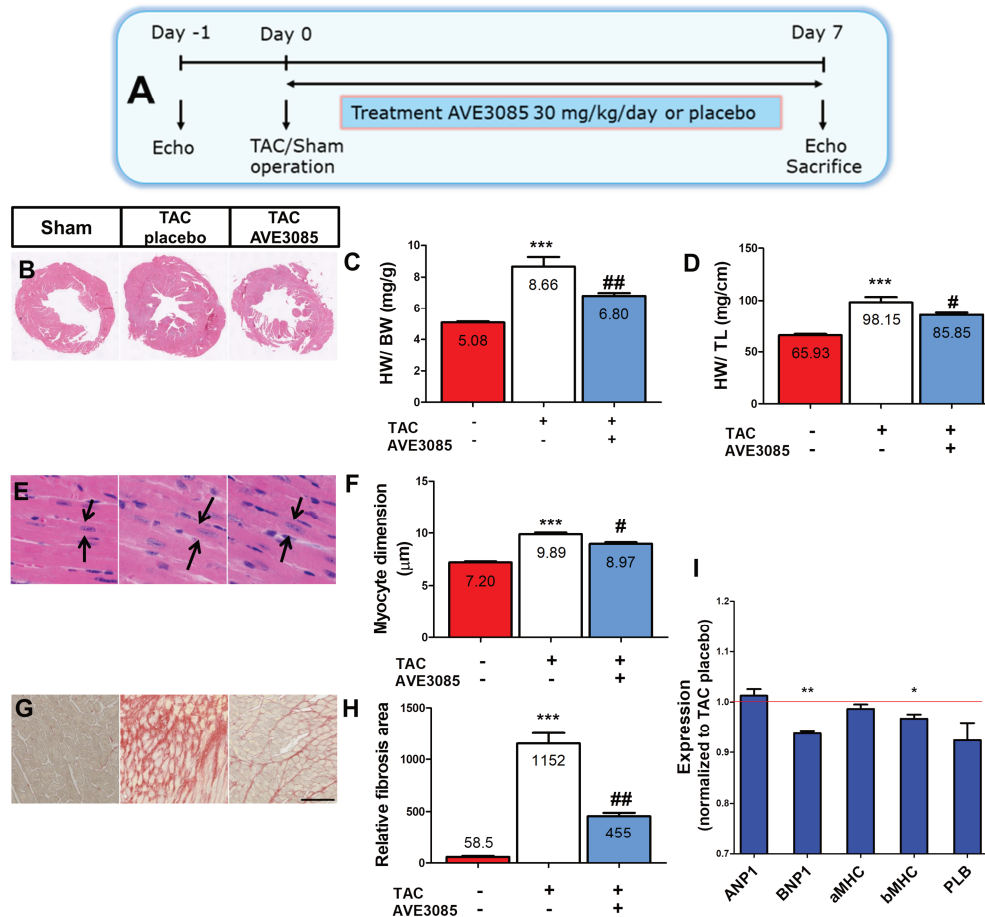 Day -1
Day 0
Day 7
A
Treatment AVE3085 30 mg/kg/day or placebo
Echo
TAC/Sham
operation
Echo
Sacrifice
Sham
TAC
placebo
TAC
AVE3085
B
C
HW/ BW (mg/g)
10
8
6
4
2
0
5.08
***
8.66
##
6.80
TAC - + +
AVE3085 - - +
D
HW/ TL (mg/cm)
150
100
50
0
65.93
***
98.15
#
85.85
TAC - + +
AVE3085 - - +
E
F
Myocyte dimension
(μm)
15
10
5
0
7.20
***
9.89
#
8.97
TAC - + +
AVE3085 - - +
G
H
Relative fibrosis area
1500
1000
500
0
58.5
***
1152
##
455
TAC - + +
AVE3085 - - +
I
Expression
(normalized to TAC placebo)
1.2
1.1
1.0
0.9
0.8
0.7
**
*
ANP1
BNP1
aMHC
bMHC
PLB